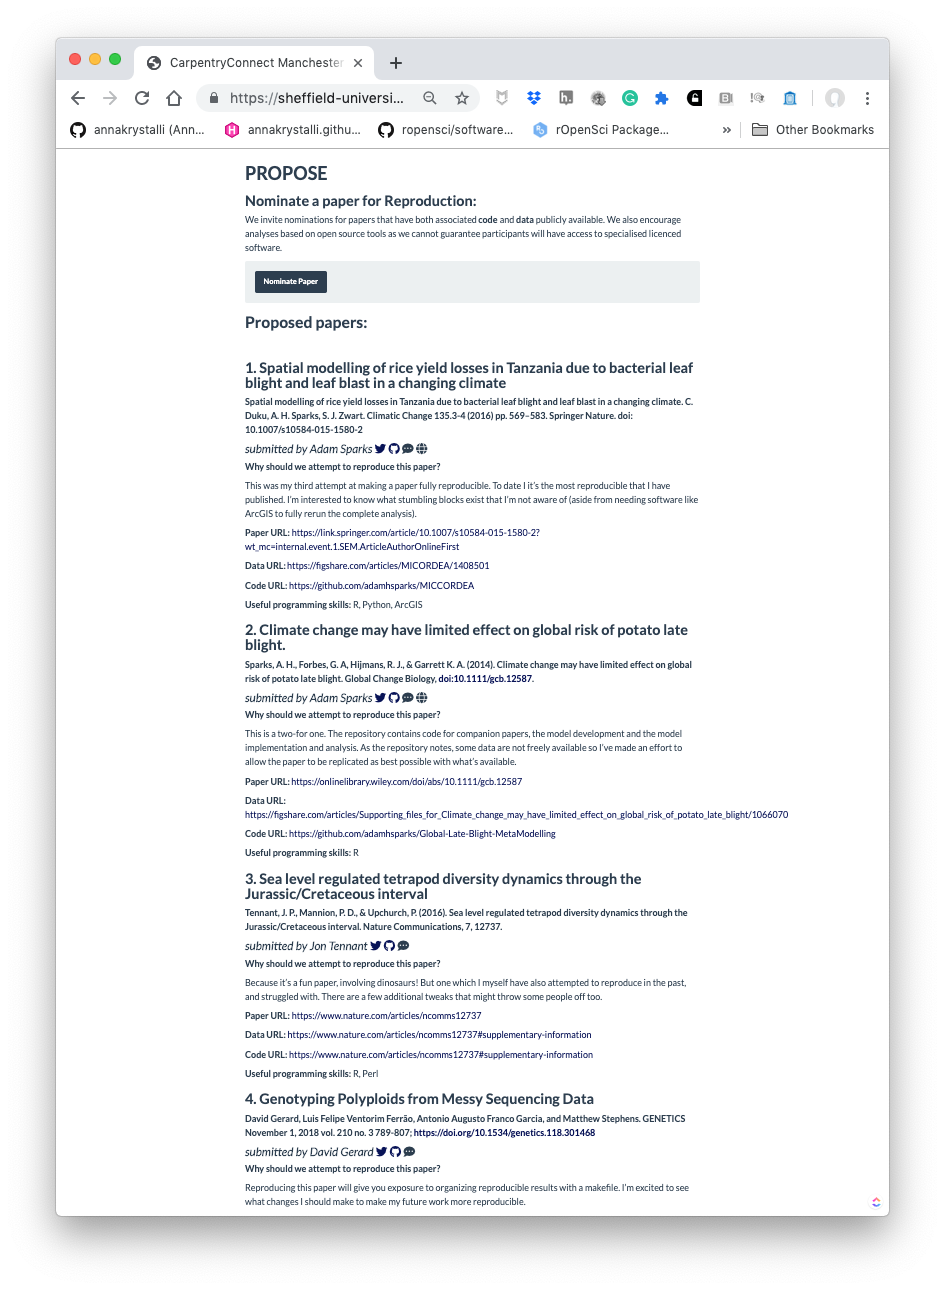 CarpentryConnect Manchester
https://sheffield-universi...
annakrystalli (Ann...
annakrystalli.githu...
ropensci/software...
rOpenSci Package...
»
Other Bookmarks
PROPOSE
Nominate a paper for Reproduction:
We invite nominations for papers that have both associated code and data publicly available. We also encourage
analyses based on open source tools as we cannot guarantee participants will have access to specialised licenced
software.
Nominate Paper
Proposed papers:
1. Spatial modelling of rice yield losses in Tanzania due to bacterial leaf
blight and leaf blast in a changing climate
Spatial modelling of rice yield losses in Tanzania due to bacterial leaf blight and leaf blast in a changing climate. C.
Duku, A. H. Sparks, S. J. Zwart. Climatic Change 135.3-4 (2016) pp. 569–583. Springer Nature. doi:
10.1007/s10584-015-1580-2
submitted by Adam Sparks
Why should we attempt to reproduce this paper?
This was my third attempt at making a paper fully reproducible. To date I it's the most reproducible that I have
published. I'm interested to know what stumbling blocks exist that I'm not aware of (aside from needing software like
ArcGIS to fully rerun the complete analysis).
Paper URL: https://link.springer.com/article/10.1007/s10584-015-1580-2?
wt_mc=internal.event.1.SEM.ArticleAuthorOnlineFirst
Data URL: https://figshare.com/articles/MICORDEA/1408501
Code URL: https://github.com/adamhsparks/MICCORDEA
Useful programming skills: R, Python, ArcGIS
2. Climate change may have limited effect on global risk of potato late
blight.
Sparks, A. H., Forbes, G. A, Hijmans, R. J., & Garrett K. A. (2014). Climate change may have limited effect on global
risk of potato late blight. Global Change Biology, doi:10.1111/gcb.12587.
submitted by Adam Sparks
Why should we attempt to reproduce this paper?
This is a two-for one. The repository contains code for companion papers, the model development and the model
implementation and analysis. As the repository notes, some data are not freely available so I've made an effort to
allow the paper to be replicated as best possible with what's available.
Paper URL: https://onlinelibrary.wiley.com/doi/abs/10.1111/gcb.12587
Data URL:
https://figshare.com/articles/Supporting_files_for_Climate_change_may_have_limited_effect_on_global_risk_of_potato_late_blight/1066070
Code URL: https://github.com/adamhsparks/Global-Late-Blight-MetaModelling
Useful programming skills: R
3. Sea level regulated tetrapod diversity dynamics through the
Jurassic/Cretaceous interval
Tennant, J. P., Mannion, P. D., & Upchurch, P. (2016). Sea level regulated tetrapod diversity dynamics through the
Jurassic/Cretaceous interval. Nature Communications, 7, 12737.
submitted by Jon Tennant
Why should we attempt to reproduce this paper?
Because it's a fun paper, involving dinosaurs! But one which I myself have also attempted to reproduce in the past,
and struggled with. There are a few additional tweaks that might throw some people off too.
Paper URL: https://www.nature.com/articles/ncomms12737
Data URL: https://www.nature.com/articles/ncomms12737#supplementary-information
Code URL: https://www.nature.com/articles/ncomms12737#supplementary-information
Useful programming skills: R, Perl
4. Genotyping Polyploids from Messy Sequencing Data
David Gerard, Luis Felipe Ventorim Ferrão, Antonio Augusto Franco Garcia, and Matthew Stephens. GENETICS
November 1, 2018 vol. 210 no. 3 789-807; https://doi.org/10.1534/genetics.118.301468
submitted by David Gerard
Why should we attempt to reproduce this paper?
Reproducing this paper will give you exposure to organizing reproducible results with a makefile. I'm excited to see
what changes I should make to make my future work more reproducible.